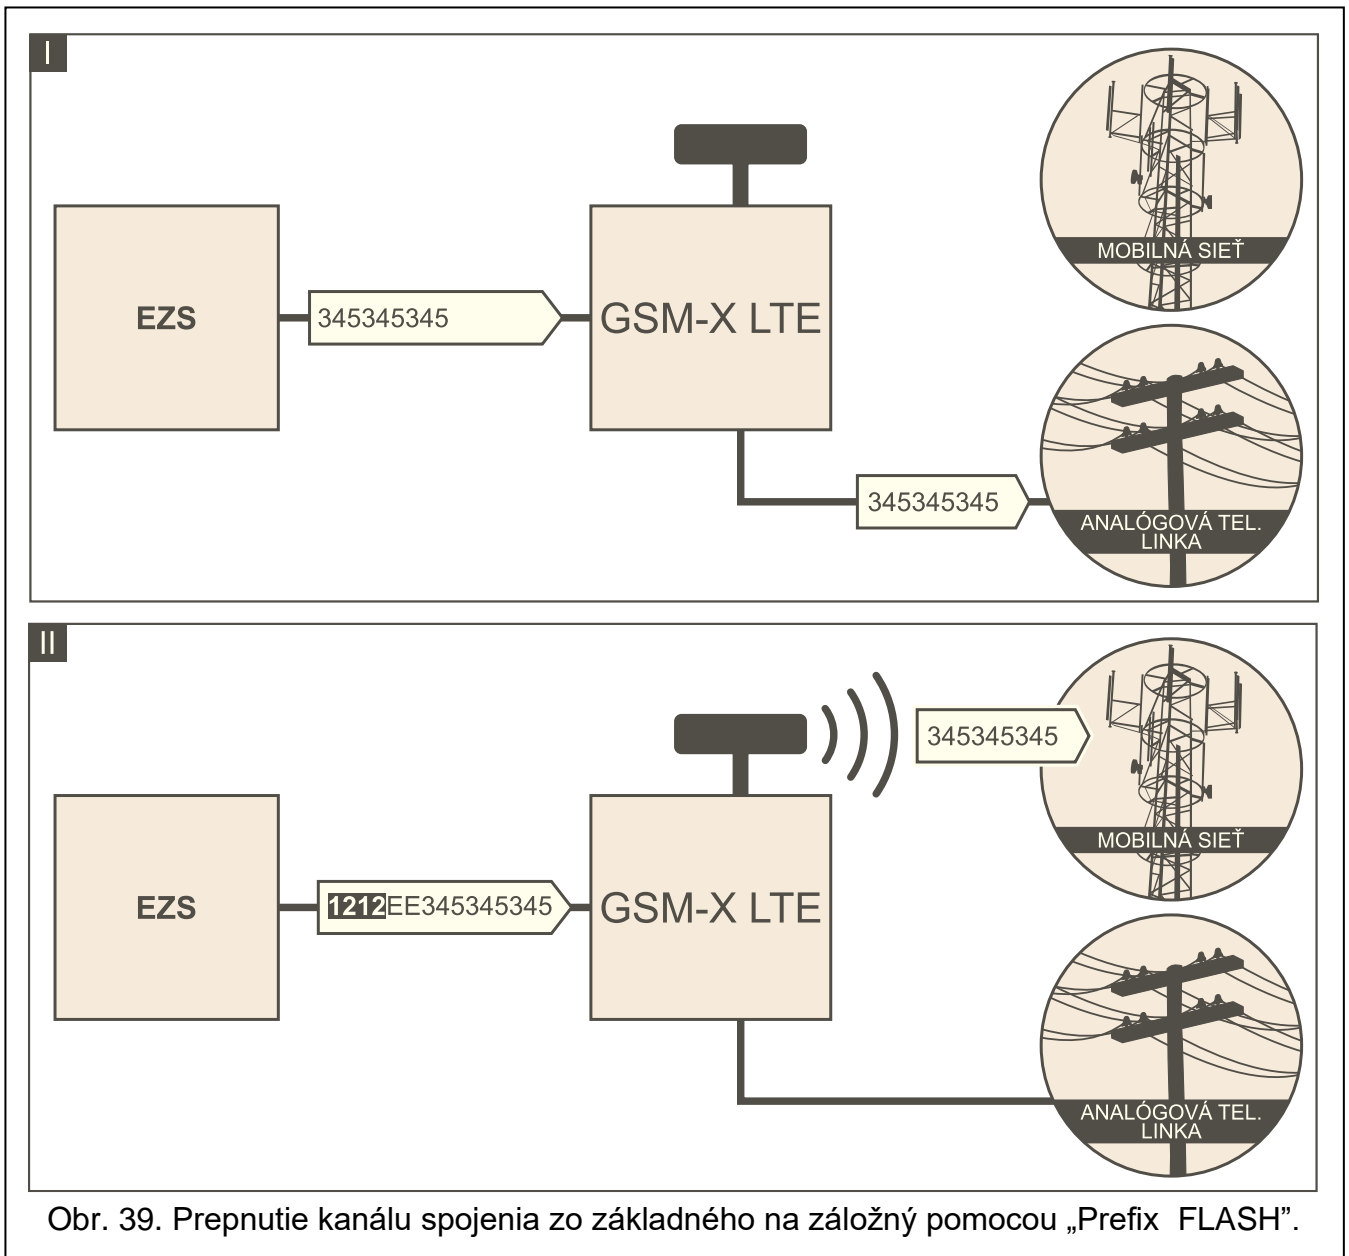 I
MOBILNÁ SIEŤ
EZS
345345345
GSM-X LTE
345345345
ANALÓGOVÁ TEL.
LINKA
II
345345345
MOBILNÁ SIEŤ
EZS
1212EE345345345
GSM-X LTE
ANALÓGOVÁ TEL.
LINKA
Obr. 39. Prepnutie kanálu spojenia zo základného na záložný pomocou „Prefix FLASH”.